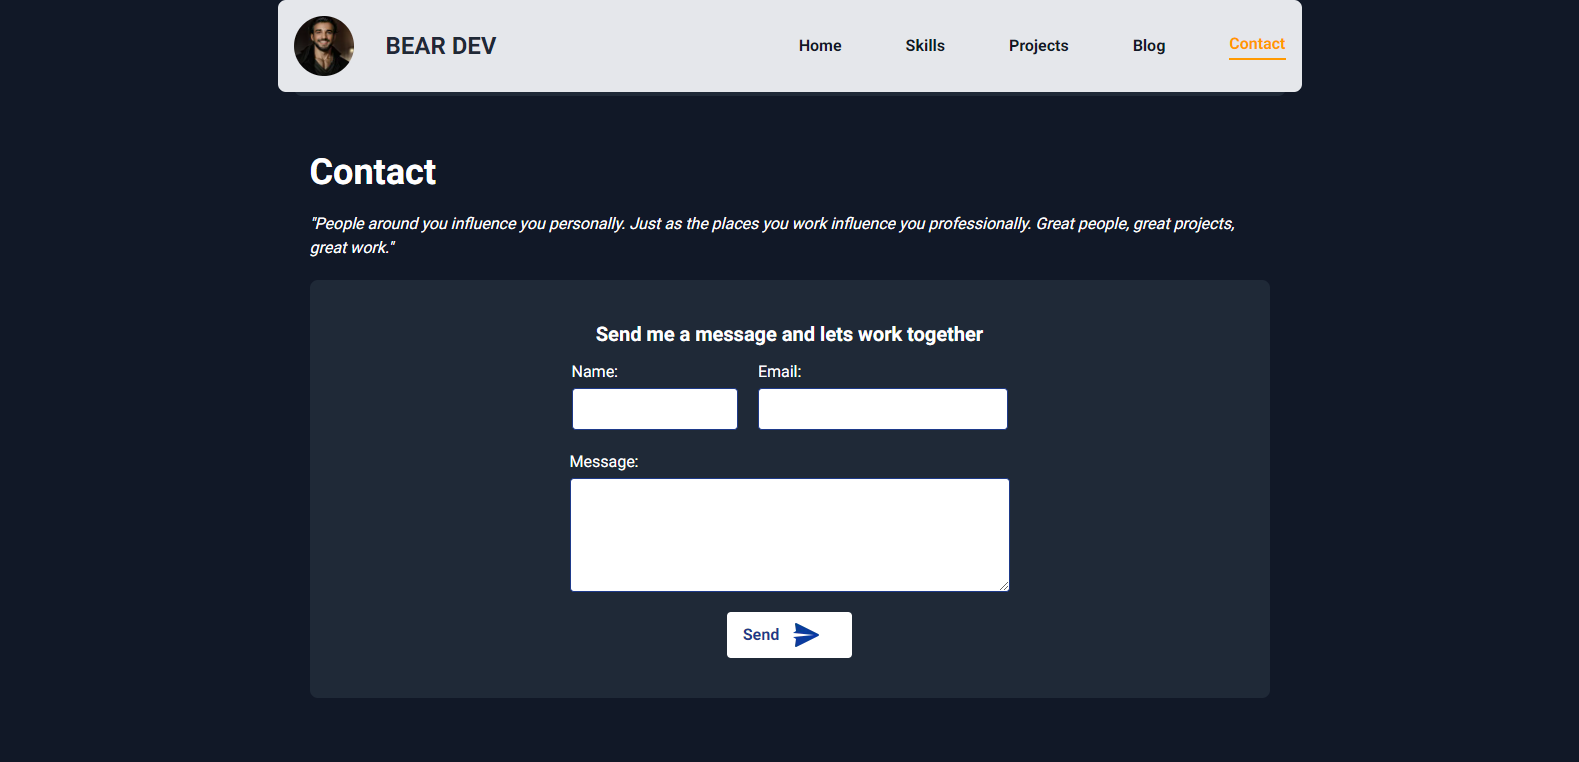 BEAR DEV
Home
Skills
Projects
Blog
Contact
Contact
"People around you influence you personally. Just as the places you work influence you professionally. Great people, great projects,
great work."
Send me a message and lets work together
Name:
Email:
Message:
Send